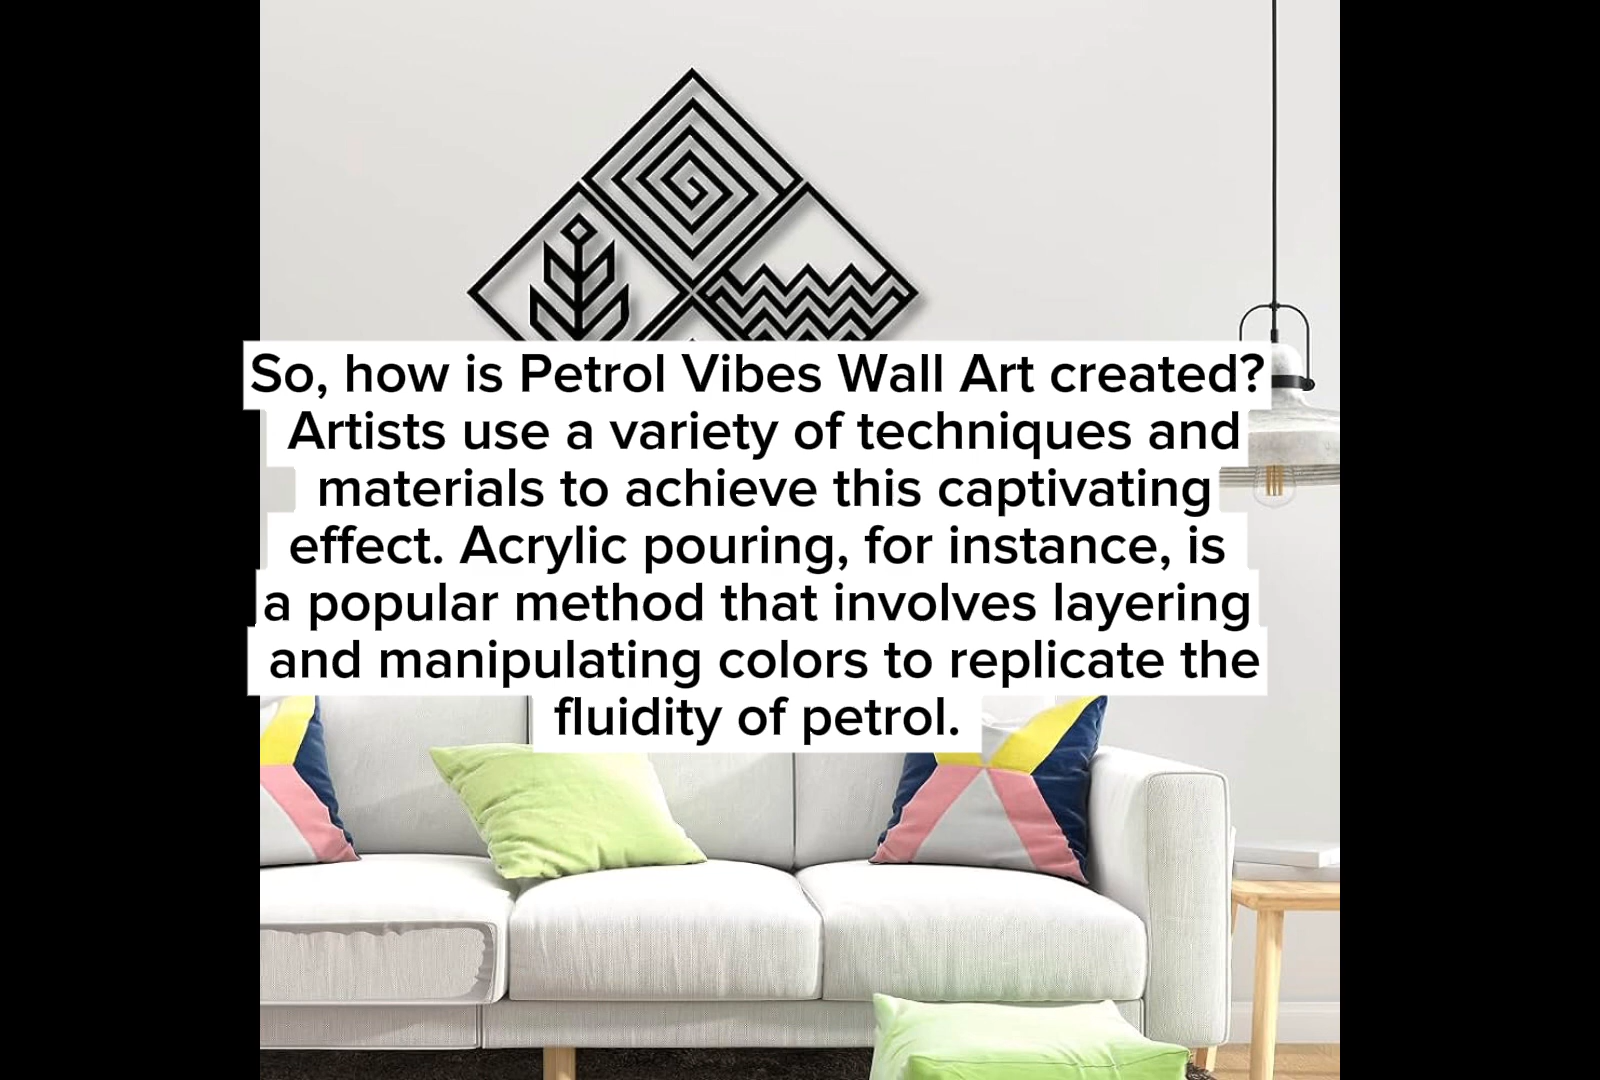 So, how is Petrol Vibes Wall Art created?
Artists use a variety of techniques and
materials to achieve this captivating
effect. Acrylic pouring, for instance, is
a popular method that involves layering
and manipulating colors to replicate the
fluidity of petrol.